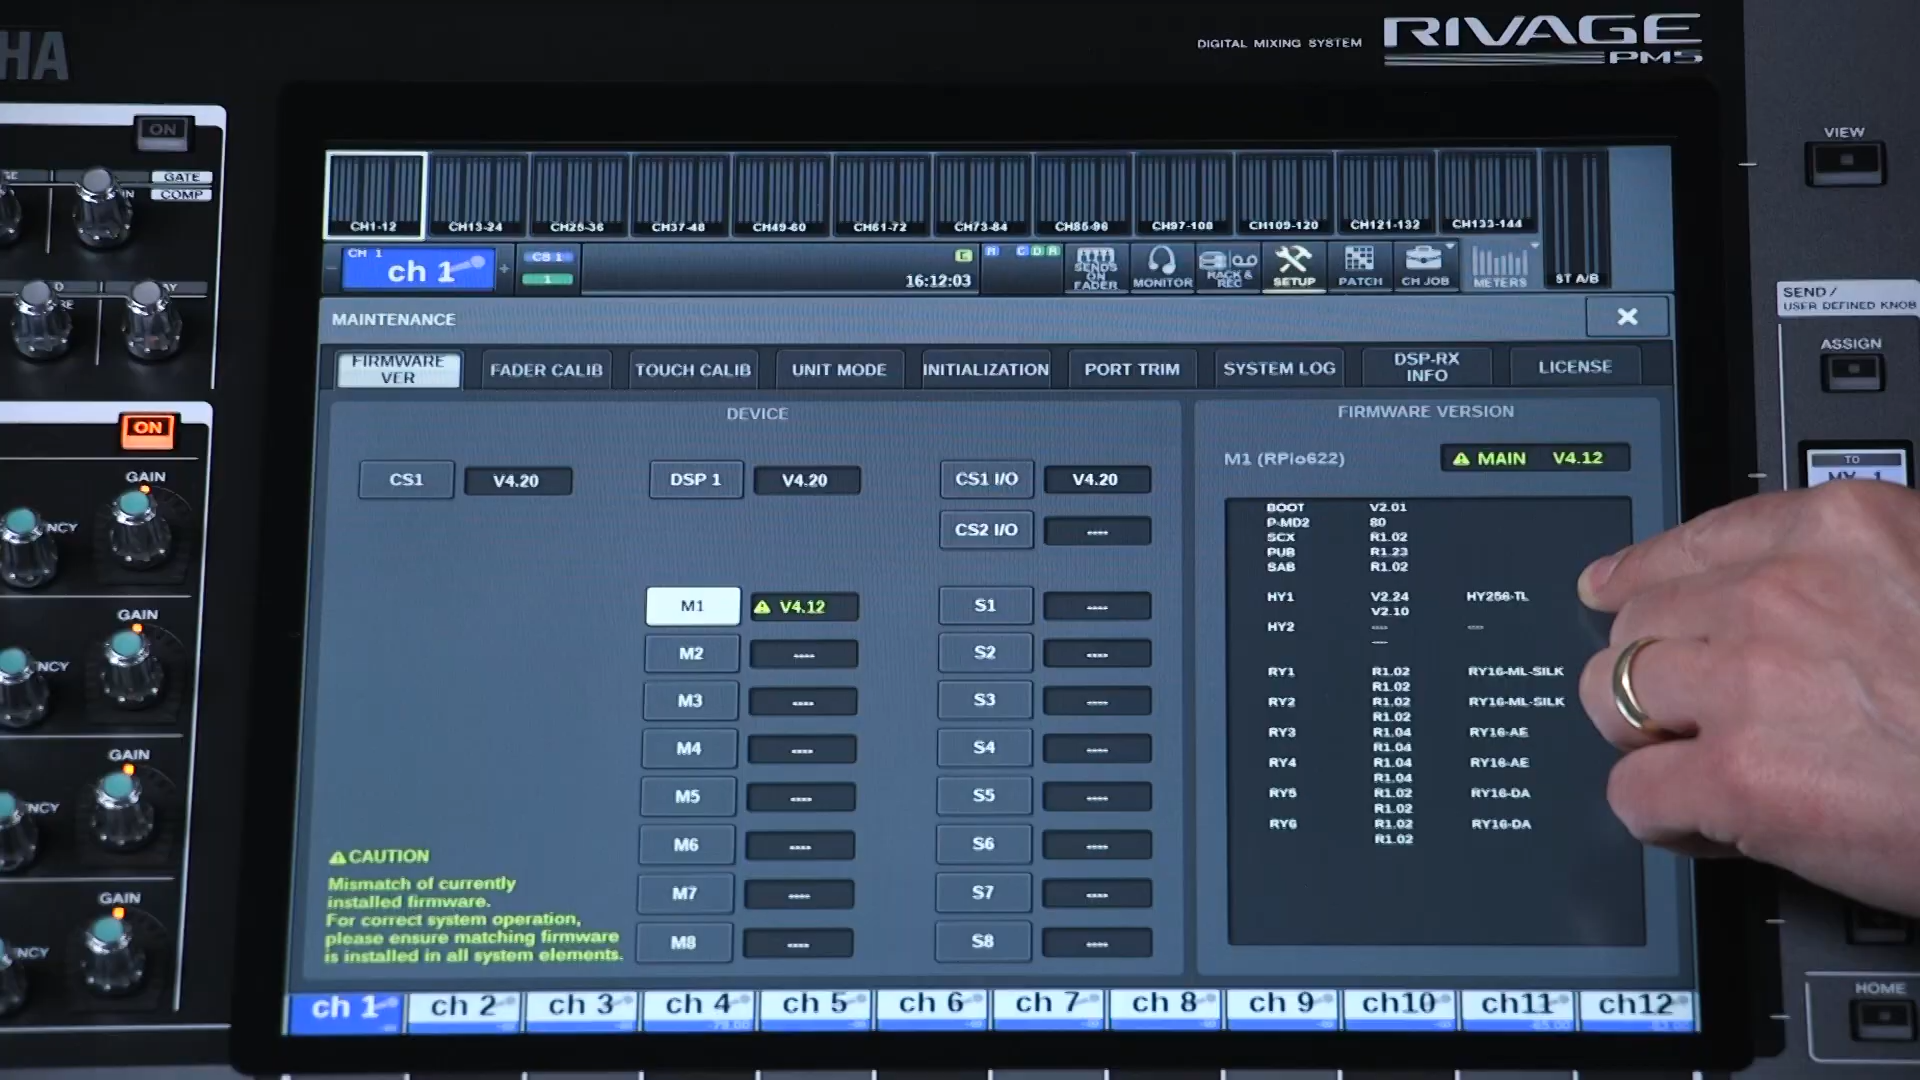 HA
DIGITAL MIXING SYSTEM
RIVAGE
PM5
ON
GATE
COMP
VIEW
SEND /
USER DEFINED KNOB
ASSIGN
TO
CH1-12 CH13-24 CH25-36 CH37-48 CH49-60 CH61-72 CH73-84 CH85-96 CH97-108 CH109-120 CH121-132 CH133-144
CH 1
ch 1
CS 1
1
16:12:03
SENDS ON FADER
MONITOR
RACK & REC
SETUP
PATCH
CH JOB
METERS
ST A/B
MAINTENANCE
FIRMWARE VER
FADER CALIB
TOUCH CALIB
UNIT MODE
INITIALIZATION
PORT TRIM
SYSTEM LOG
DSP-RX INFO
LICENSE
DEVICE
CS1 V4.20
DSP 1 V4.20
CS1 I/O V4.20
CS2 I/O ----
M1 V4.12
M2 ----
M3 ----
M4 ----
M5 ----
M6 ----
M7 ----
M8 ----
S1 ----
S2 ----
S3 ----
S4 ----
S5 ----
S6 ----
S7 ----
S8 ----
CAUTION
Mismatch of currently
installed firmware.
For correct system operation,
please ensure matching firmware
is installed in all system elements.
FIRMWARE VERSION
M1 (RPio622)
MAIN V4.12
BOOT V2.01
P-MD2 80
SCX R1.02
PUB R1.23
SAB R1.02
HY1 V2.24 HY256-TL
V2.10
HY2 ---- ----
----
RY1 R1.02 RY16-ML-SILK
R1.02
RY2 R1.02 RY16-ML-SILK
R1.02
RY3 R1.04 RY16-AE
R1.04
RY4 R1.04 RY16-AE
R1.04
RY5 R1.02 RY16-DA
R1.02
RY6 R1.02 RY16-DA
R1.02
ch 1 ch 2 ch 3 ch 4 ch 5 ch 6 ch 7 ch 8 ch 9 ch10 ch11 ch12
ON
GAIN
GAIN
GAIN
GAIN
HOME